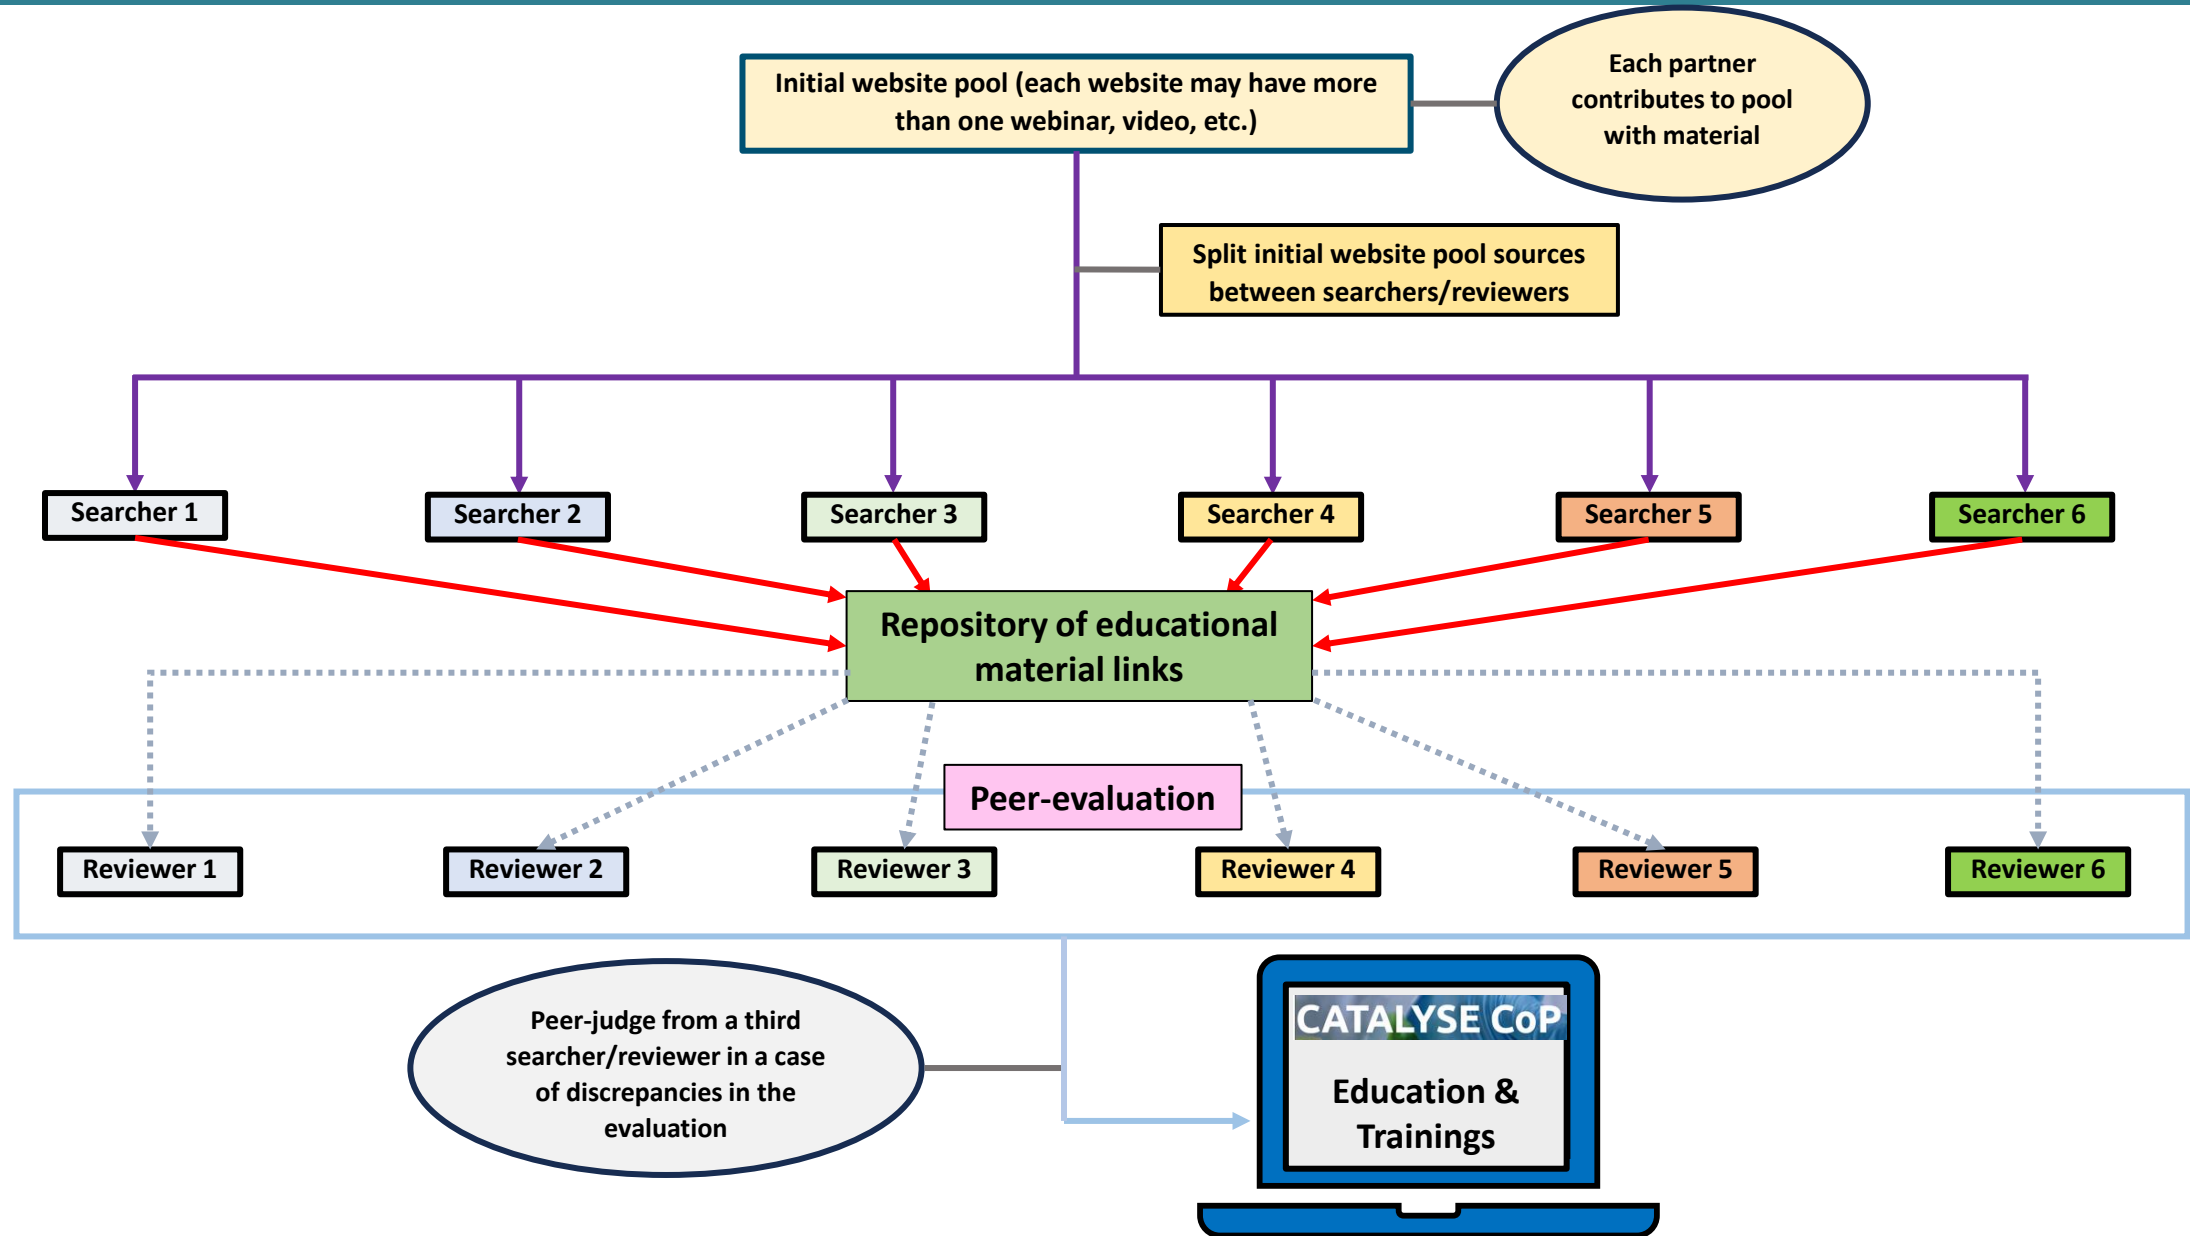 Initial website pool (each website may have more
than one webinar, video, etc.)
Each partner
contributes to pool
with material
Split initial website pool sources
between searchers/reviewers
Searcher 1
Searcher 2
Searcher 3
Searcher 4
Searcher 5
Searcher 6
Repository of educational
material links
Peer-evaluation
Reviewer 1
Reviewer 2
Reviewer 3
Reviewer 4
Reviewer 5
Reviewer 6
Peer-judge from a third
searcher/reviewer in a case
of discrepancies in the
evaluation
CATALYSE CoP
Education &
Trainings